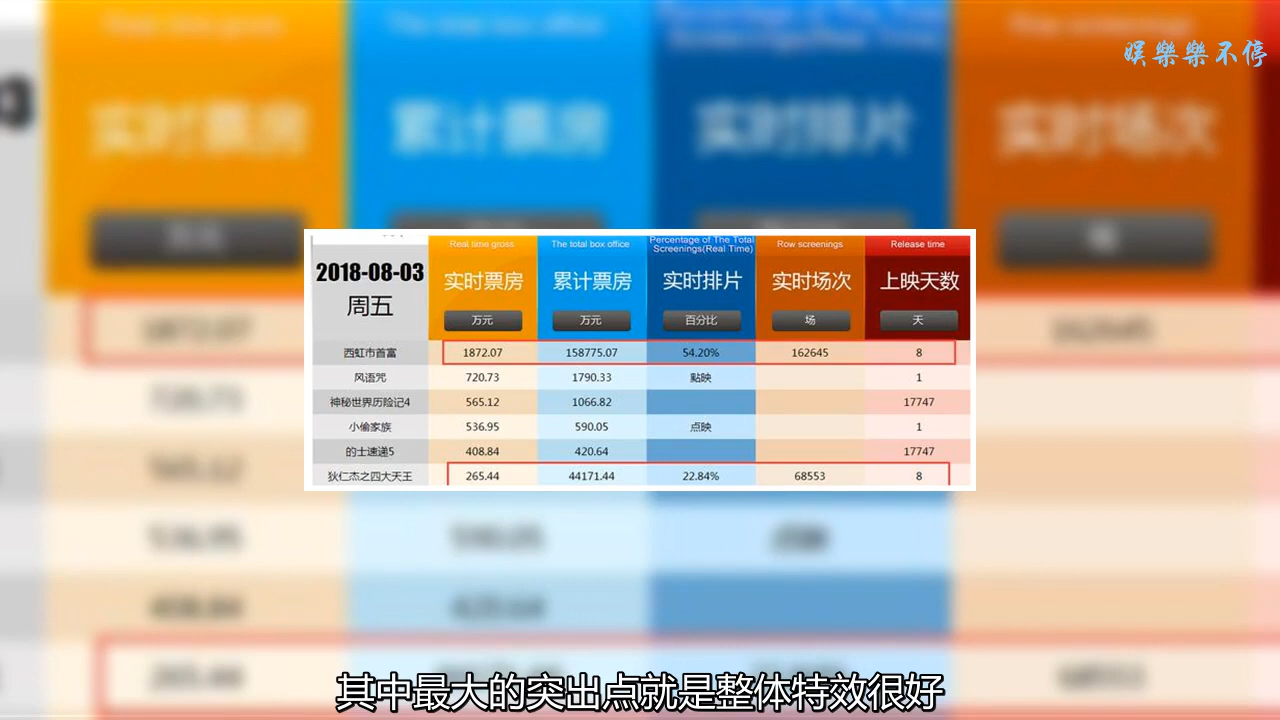 娱樂樂不停
Real time gross The total box office Percentage of The Total Screenings(Real Time) Row screenings Release time
2018-08-03 周五 实时票房 累计票房 实时排片 实时场次 上映天数
万元 万元 百分比 场 天
西虹市首富 1872.07 158775.07 54.20% 162645 8
风语咒 720.73 1790.33 點映 1
神秘世界历险记4 565.12 1066.82 17747
小偷家族 536.95 590.05 点映 1
的士速递5 408.84 420.64 17747
狄仁杰之四大天王 265.44 44171.44 22.84% 68553 8
其中最大的突出点就是整体特效很好